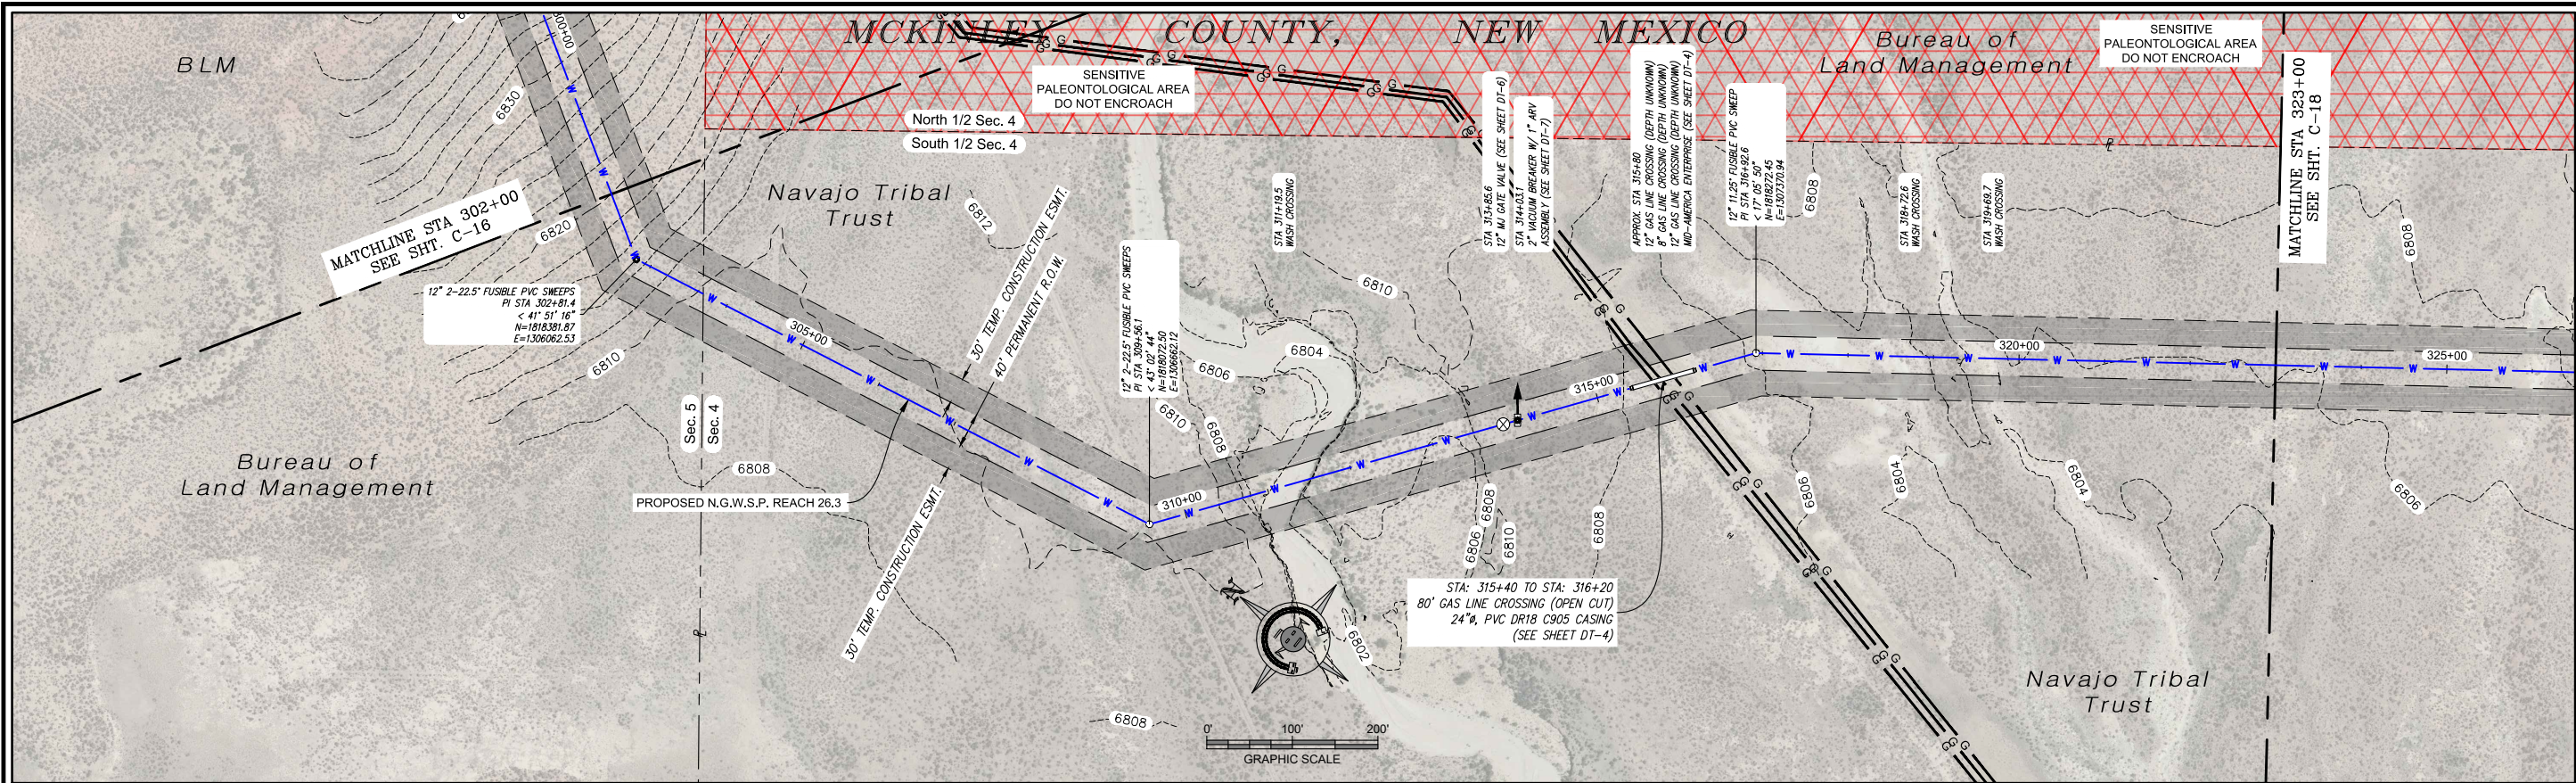 MCKINLEY COUNTY, NEW MEXICO
BLM
300+00
6830
SENSITIVE
PALEONTOLOGICAL AREA
DO NOT ENCROACH
North 1/2 Sec. 4
South 1/2 Sec. 4
Bureau of
Land Management
SENSITIVE
PALEONTOLOGICAL AREA
DO NOT ENCROACH
MATCHLINE STA 302+00
SEE SHT. C-16
6820
12" 2-22.5° FUSIBLE PVC SWEEPS
PI STA 302+81.4
< 41° 51' 16"
N=1818381.87
E=1306062.53
6810
Navajo Tribal
Trust
6812
30' TEMP. CONSTRUCTION ESMT.
40' PERMANENT R.O.W.
305+00
12" 2-22.5° FUSIBLE PVC SWEEPS
PI STA 309+56.1
< 43° 02' 44"
N=1818072.50
E=1306662.12
STA 311+19.5
WASH CROSSING
6810
6804
6806
6810
6808
STA 313+85.6
12" MJ GATE VALVE (SEE SHEET DT-6)
STA 314+03.1
2" VACUUM BREAKER W/ 1" ARV
ASSEMBLY (SEE SHEET DT-7)
APPROX. STA 315+80
12" GAS LINE CROSSING (DEPTH UNKNOWN)
8" GAS LINE CROSSING (DEPTH UNKNOWN)
12" GAS LINE CROSSING (DEPTH UNKNOWN)
MID-AMERICA ENTERPRISE (SEE SHEET DT-4)
12" 11.25° FUSIBLE PVC SWEEP
PI STA 316+92.6
< 17° 05' 50"
N=1818272.45
E=1307370.94
6808
STA 318+72.6
WASH CROSSING
STA 319+69.7
WASH CROSSING
MATCHLINE STA 323+00
SEE SHT. C-18
6808
310+00
315+00
320+00
325+00
Sec. 5
Sec. 4
Bureau of
Land Management
6808
PROPOSED N.G.W.S.P. REACH 26.3
30' TEMP. CONSTRUCTION ESMT.
6806
6808
6810
6808
6806
6804
6804
6806
STA: 315+40 TO STA: 316+20
80' GAS LINE CROSSING (OPEN CUT)
24"ø, PVC DR18 C905 CASING
(SEE SHEET DT-4)
6802
6808
Navajo Tribal
Trust
0' 100' 200'
GRAPHIC SCALE